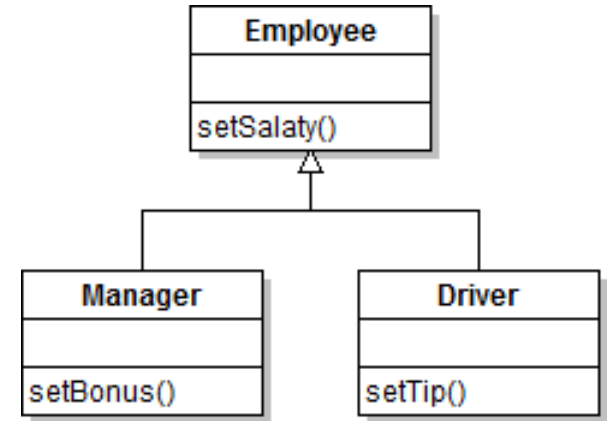 Employee
setSalaty()
Manager
Driver
setBonus()
setTip()